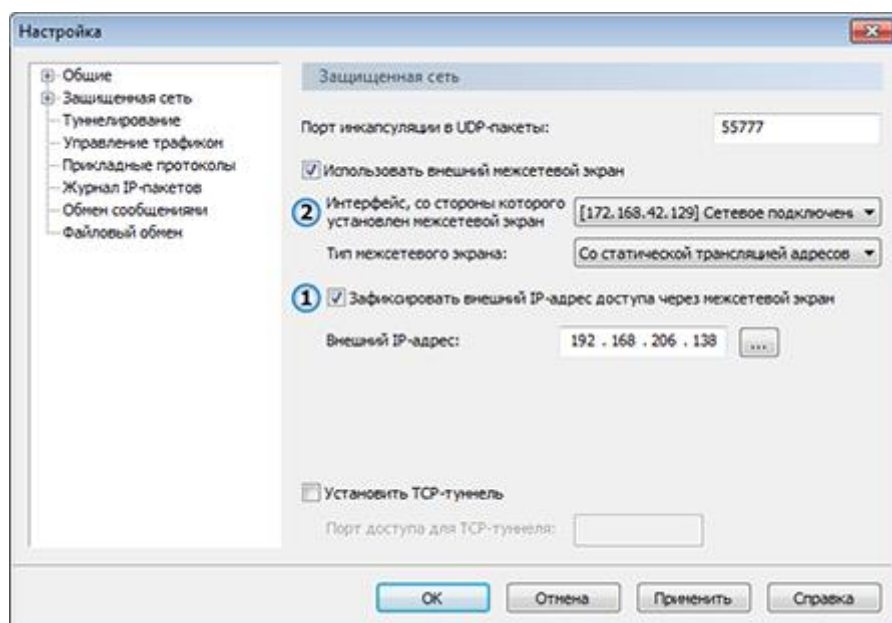 Настройка
Общие
Защищенная сеть
Туннелирование
Управление трафиком
Прикладные протоколы
Журнал IP-пакетов
Обмен сообщениями
Файловый обмен
Защищенная сеть
Порт инкапсуляции в UDP-пакеты: 55777
Использовать внешний межсетевой экран
2 Интерфейс, со стороны которого
установлен межсетевой экран
[172.168.42.129] Сетевое подключени
Тип межсетевого экрана: Со статической трансляцией адресов
1 Зафиксировать внешний IP-адрес доступа через межсетевой экран
Внешний IP-адрес: 192 . 168 . 206 . 138 ...
Установить TCP-туннель
Порт доступа для TCP-туннеля:
ОК Отмена Применить Справка